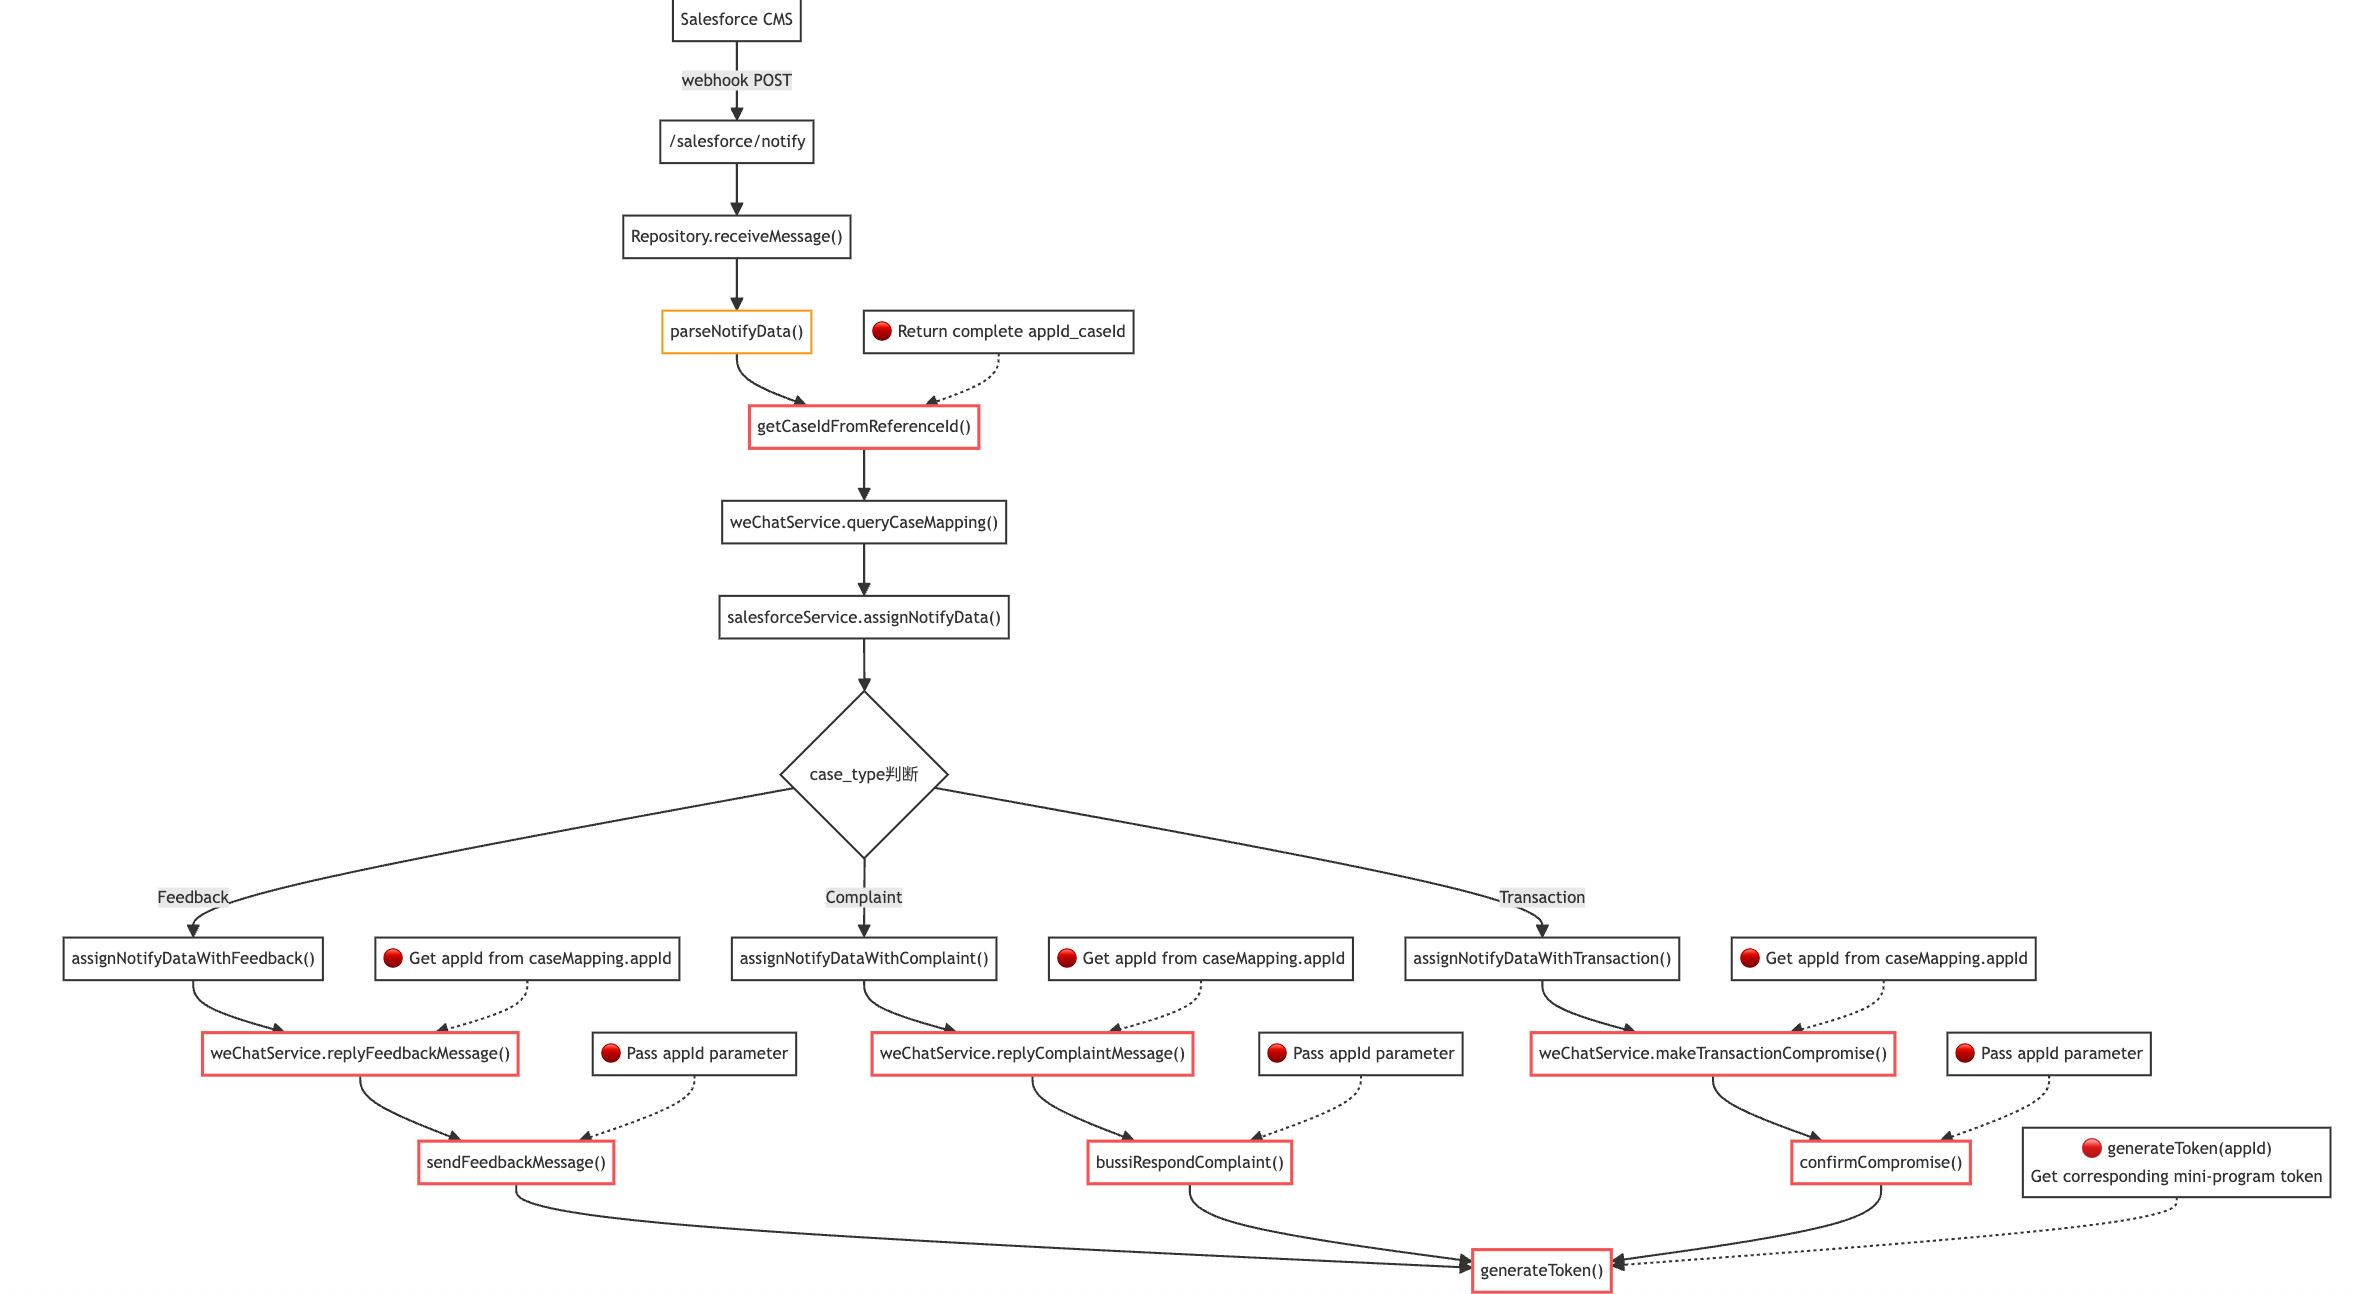 Salesforce CMS
webhook POST
/salesforce/notify
Repository.receiveMessage()
parseNotifyData()
Return complete appId_caseId
getCaseIdFromReferenceId()
weChatService.queryCaseMapping()
salesforceService.assignNotifyData()
case_type判断
Feedback
Complaint
Transaction
assignNotifyDataWithFeedback()
Get appId from caseMapping.appId
assignNotifyDataWithComplaint()
Get appId from caseMapping.appId
assignNotifyDataWithTransaction()
Get appId from caseMapping.appId
weChatService.replyFeedbackMessage()
Pass appId parameter
weChatService.replyComplaintMessage()
Pass appId parameter
weChatService.makeTransactionCompromise()
Pass appId parameter
sendFeedbackMessage()
bussiRespondComplaint()
confirmCompromise()
generateToken(appId)
Get corresponding mini-program token
generateToken()